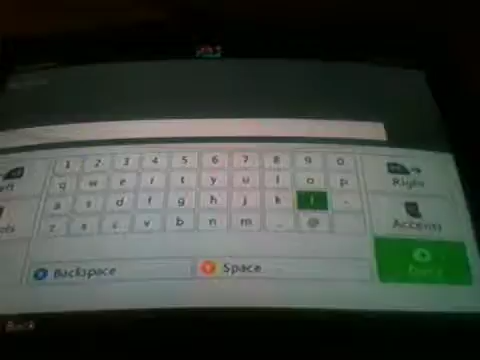 1 2 3 4 5 6 7 8 9 0
q w e r t y u i o p
Right
a s d f g h j k l -
z x c v b n m _ @ .
Accents
Backspace
Space
Done
Back